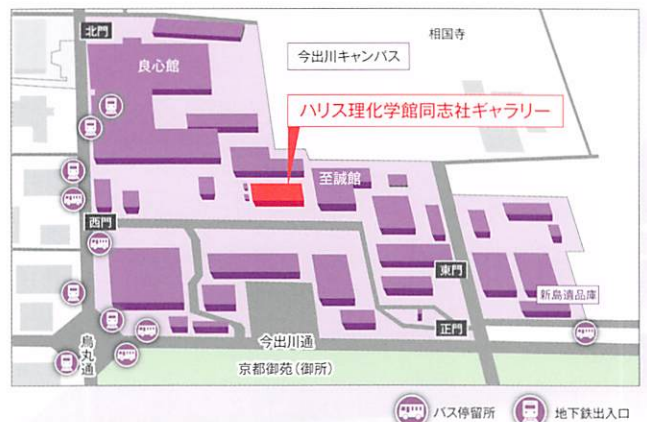 北門
相国寺
良心館
今出川キャンパス
ハリス理化学館同志社ギャラリー
至誠館
西門
東門
新島遺品庫
正門
今出川通
烏丸通
京都御苑(御所)
バス停留所
地下鉄出入口